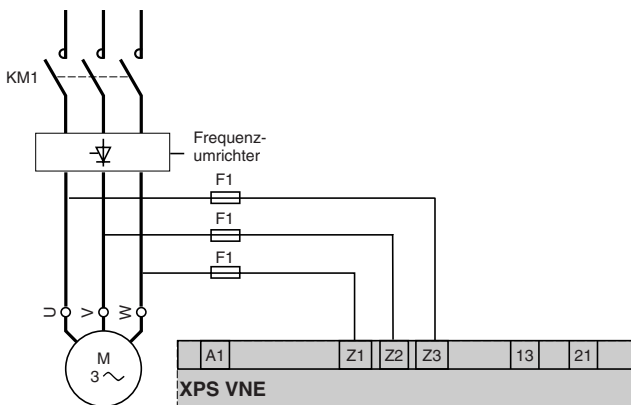 KM1
Frequenz-
umrichter
F1
F1
F1
U V W
M
3
A1 Z1 Z2 Z3 13 21
XPS VNE